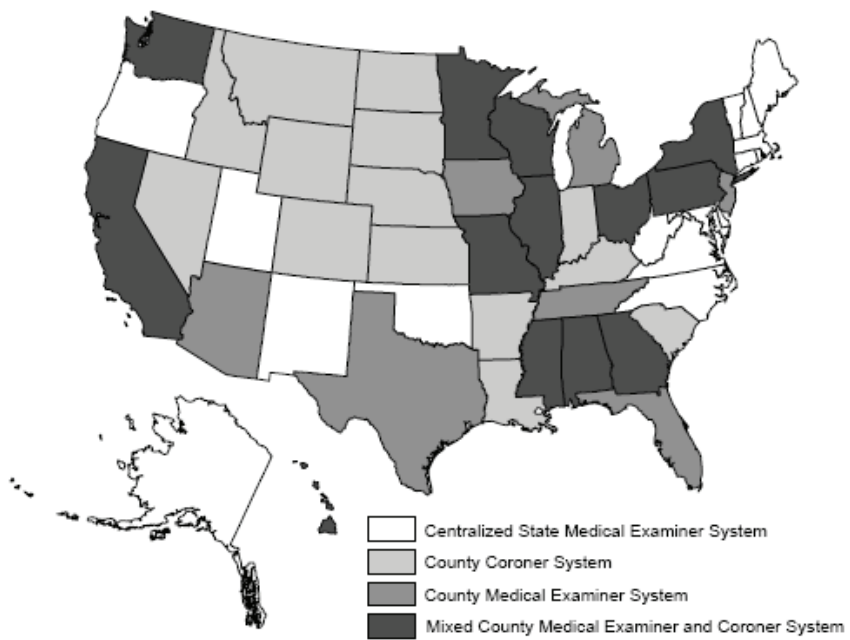 Centralized State Medical Examiner System
County Coroner System
County Medical Examiner System
Mixed County Medical Examiner and Coroner System